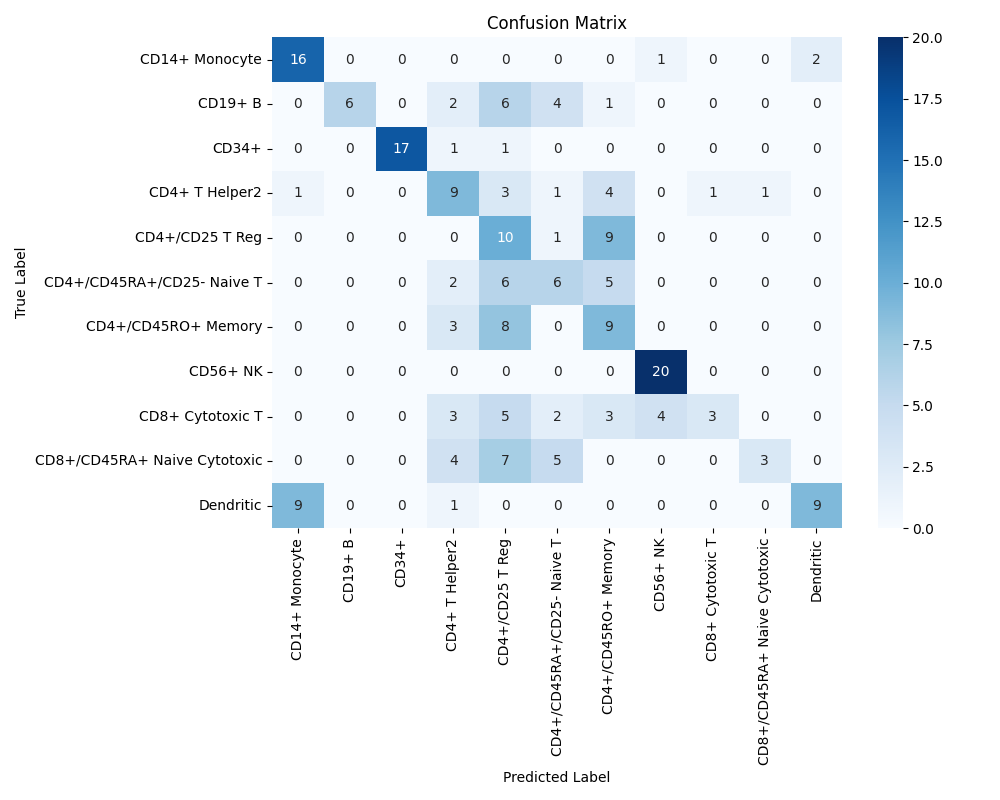 Confusion Matrix
True Label
CD14+ Monocyte 16 0 0 0 0 0 0 1 0 0 2
CD19+ B 0 6 0 2 6 4 1 0 0 0 0
CD34+ 0 0 17 1 1 0 0 0 0 0 0
CD4+ T Helper2 1 0 0 9 3 1 4 0 1 1 0
CD4+/CD25 T Reg 0 0 0 0 10 1 9 0 0 0 0
CD4+/CD45RA+/CD25- Naive T 0 0 0 2 6 6 5 0 0 0 0
CD4+/CD45RO+ Memory 0 0 0 3 8 0 9 0 0 0 0
CD56+ NK 0 0 0 0 0 0 0 20 0 0 0
CD8+ Cytotoxic T 0 0 0 3 5 2 3 4 3 0 0
CD8+/CD45RA+ Naive Cytotoxic 0 0 0 4 7 5 0 0 0 3 0
Dendritic 9 0 0 1 0 0 0 0 0 0 9
CD14+ Monocyte
CD19+ B
CD34+
CD4+ T Helper2
CD4+/CD25 T Reg
CD4+/CD45RA+/CD25- Naive T
CD4+/CD45RO+ Memory
CD56+ NK
CD8+ Cytotoxic T
CD8+/CD45RA+ Naive Cytotoxic
Dendritic
Predicted Label
20.0
17.5
15.0
12.5
10.0
7.5
5.0
2.5
0.0